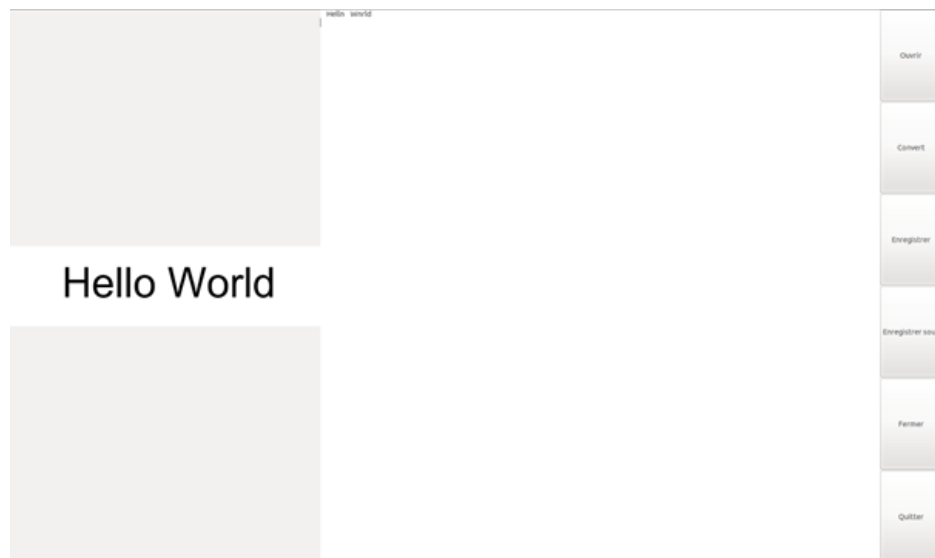 Hello World
Hello World
Ouvrir
Convert
Enregistrer
Enregistrer sou
Fermer
Quitter